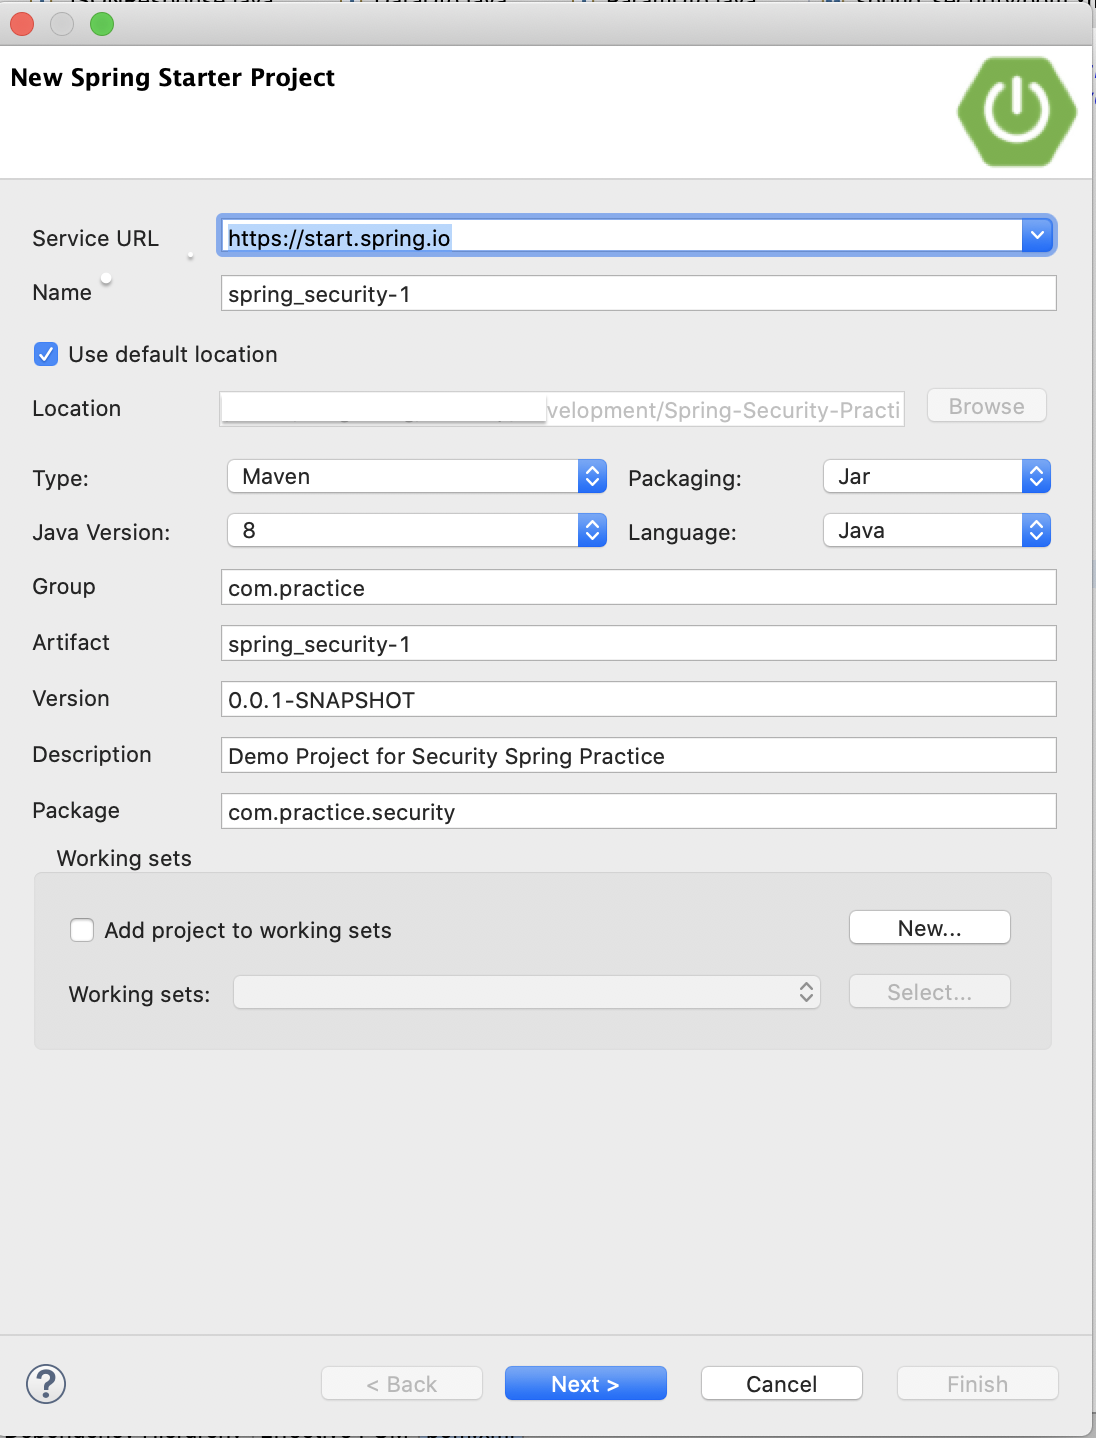 New Spring Starter Project
Service URL https://start.spring.io
Name spring_security-1
Use default location
Location velopment/Spring-Security-Practi Browse
Type: Maven Packaging: Jar
Java Version: 8 Language: Java
Group com.practice
Artifact spring_security-1
Version 0.0.1-SNAPSHOT
Description Demo Project for Security Spring Practice
Package com.practice.security
Working sets
Add project to working sets New...
Working sets: Select...
? < Back Next > Cancel Finish